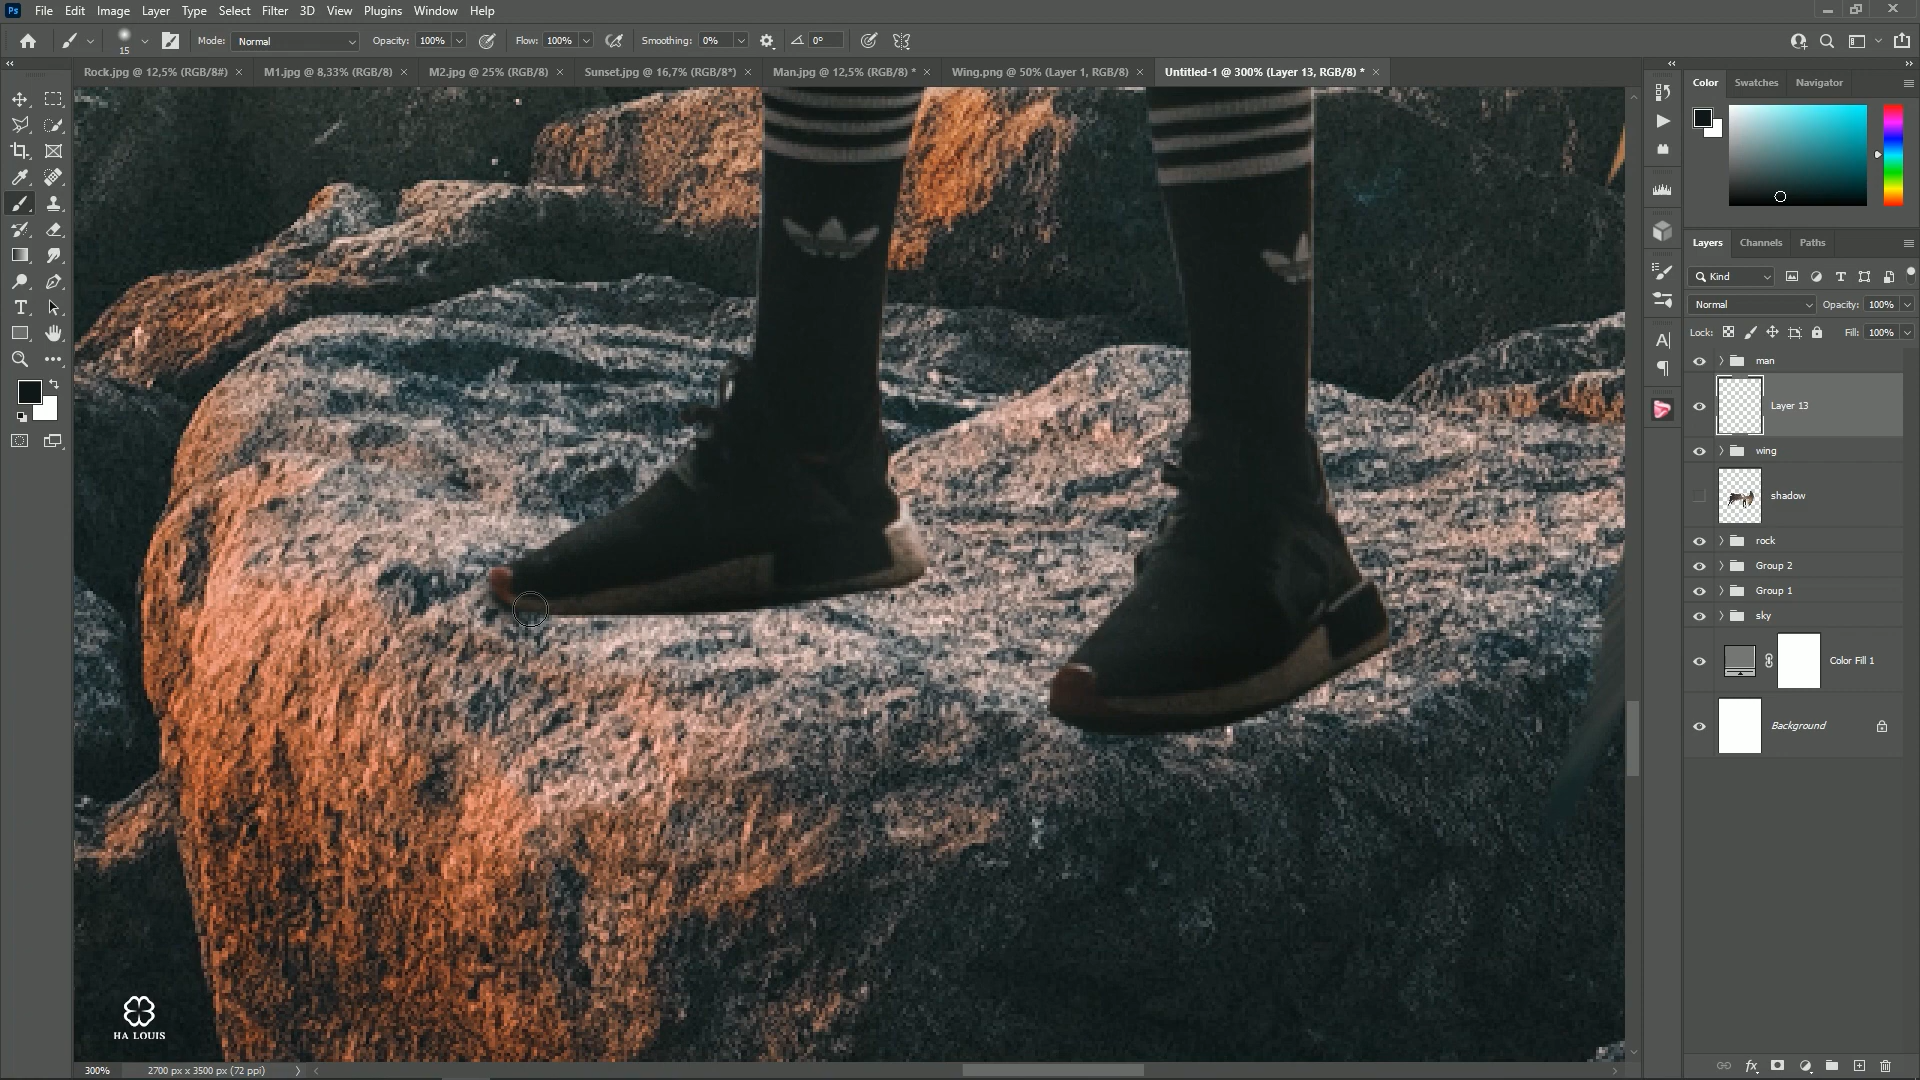 Ps File Edit Image Layer Type Select Filter 3D View Plugins Window Help
15 Mode: Normal Opacity: 100% Flow: 100% Smoothing: 0% 0°
Rock.jpg @ 12,5% (RGB/8#) × M1.jpg @ 8,33% (RGB/8) × M2.jpg @ 25% (RGB/8) × Sunset.jpg @ 16,7% (RGB/8*) × Man.jpg @ 12,5% (RGB/8) * × Wing.png @ 50% (Layer 1, RGB/8) × Untitled-1 @ 300% (Layer 13, RGB/8) * ×
Color Swatches Navigator
Layers Channels Paths
Kind
Normal Opacity: 100%
Lock: Fill: 100%
man
Layer 13
wing
shadow
rock
Group 2
Group 1
sky
Color Fill 1
Background
HA LOUIS
300% 2700 px x 3500 px (72 ppi)